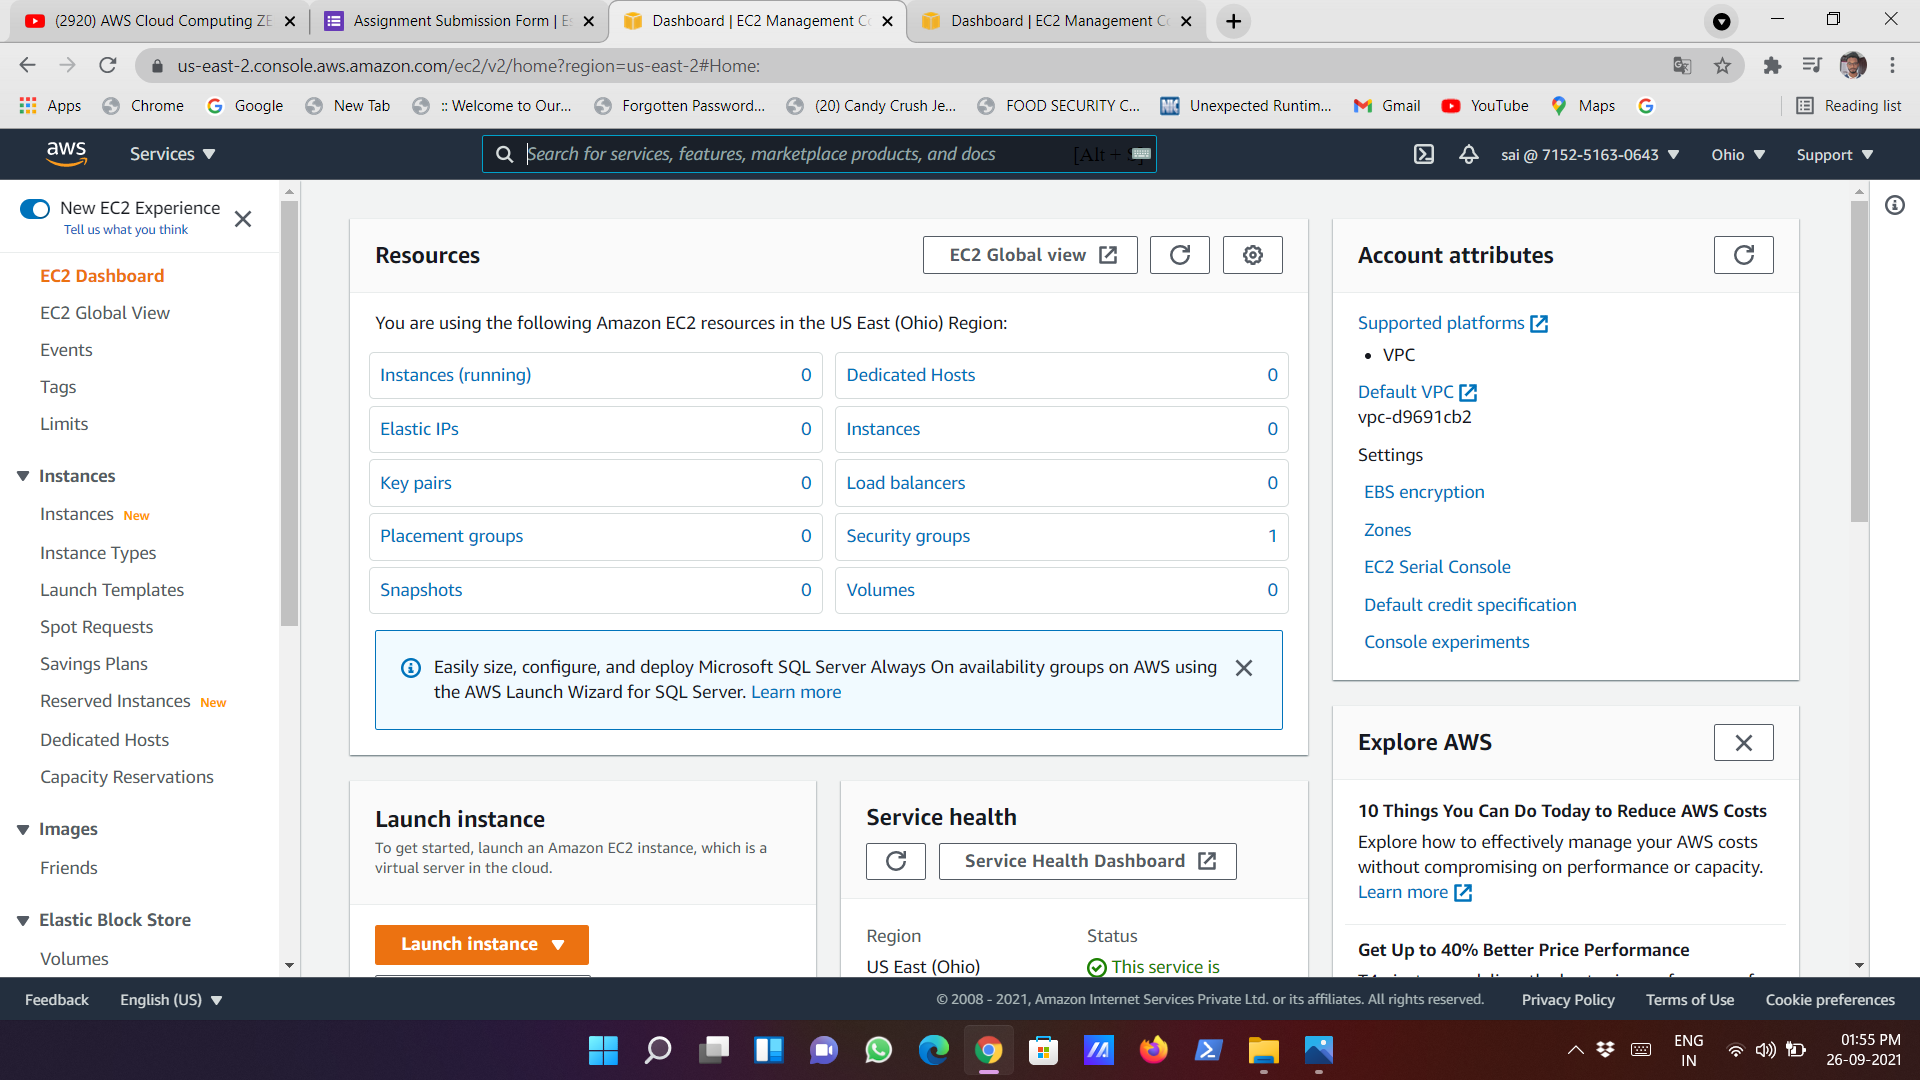 (2920) AWS Cloud Computing ZE
Assignment Submission Form | E
Dashboard | EC2 Management Co
Dashboard | EC2 Management Co
us-east-2.console.aws.amazon.com/ec2/v2/home?region=us-east-2#Home:
Apps
Chrome
Google
New Tab
:: Welcome to Our...
Forgotten Password...
(20) Candy Crush Je...
FOOD SECURITY C...
Unexpected Runtim...
Gmail
YouTube
Maps
Reading list
aws
Services
Search for services, features, marketplace products, and docs
[Alt +
sai @ 7152-5163-0643
Ohio
Support
New EC2 Experience
Tell us what you think
EC2 Dashboard
EC2 Global View
Events
Tags
Limits
Instances
Instances New
Instance Types
Launch Templates
Spot Requests
Savings Plans
Reserved Instances New
Dedicated Hosts
Capacity Reservations
Images
Friends
Elastic Block Store
Volumes
Resources
EC2 Global view
You are using the following Amazon EC2 resources in the US East (Ohio) Region:
Instances (running) 0
Dedicated Hosts 0
Elastic IPs 0
Instances 0
Key pairs 0
Load balancers 0
Placement groups 0
Security groups 1
Snapshots 0
Volumes 0
Easily size, configure, and deploy Microsoft SQL Server Always On availability groups on AWS using
the AWS Launch Wizard for SQL Server. Learn more
Launch instance
To get started, launch an Amazon EC2 instance, which is a
virtual server in the cloud.
Launch instance
Service health
Service Health Dashboard
Region
Status
US East (Ohio)
This service is
Account attributes
Supported platforms
• VPC
Default VPC
vpc-d9691cb2
Settings
EBS encryption
Zones
EC2 Serial Console
Default credit specification
Console experiments
Explore AWS
10 Things You Can Do Today to Reduce AWS Costs
Explore how to effectively manage your AWS costs
without compromising on performance or capacity.
Learn more
Get Up to 40% Better Price Performance
Feedback
English (US)
© 2008 - 2021, Amazon Internet Services Private Ltd. or its affiliates. All rights reserved.
Privacy Policy
Terms of Use
Cookie preferences
ENG
IN
01:55 PM
26-09-2021